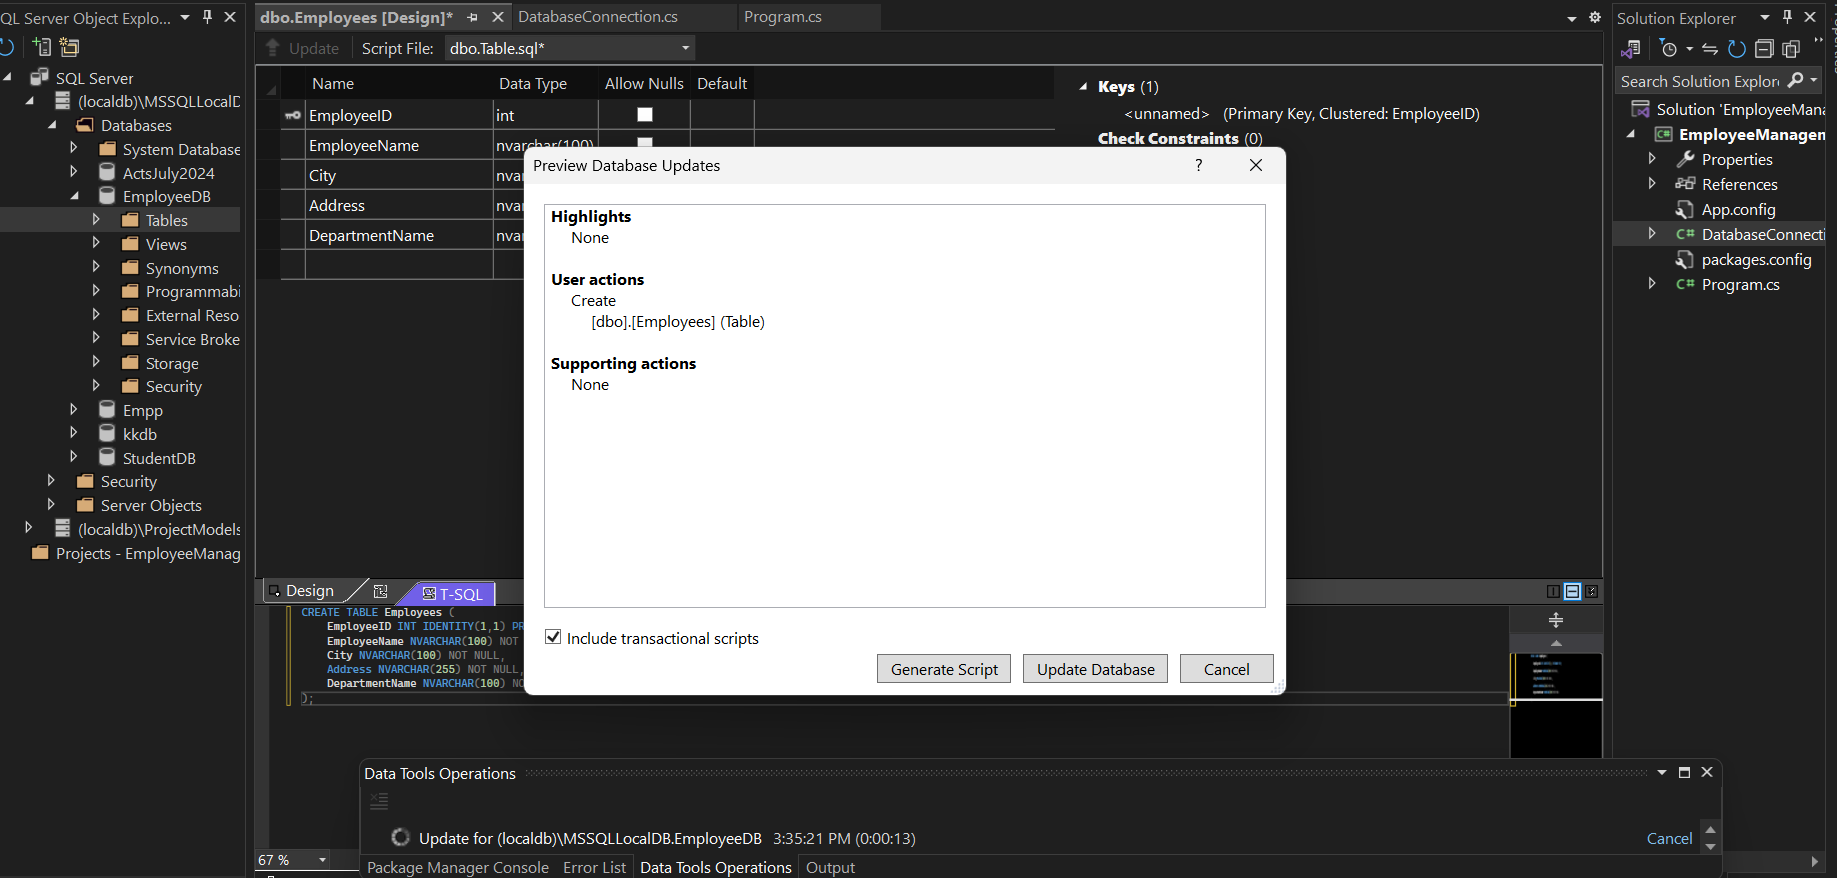 QL Server Object Explo...
SQL Server
(localdb)\MSSQLLocalD
Databases
System Database
ActsJuly2024
EmployeeDB
Tables
Views
Synonyms
Programmabi
External Reso
Service Broke
Storage
Security
Empp
kkdb
StudentDB
Security
Server Objects
(localdb)\ProjectModels
Projects - EmployeeManag
dbo.Employees [Design]*
DatabaseConnection.cs
Program.cs
Update
Script File:
dbo.Table.sql*
Name Data Type Allow Nulls Default
EmployeeID int
EmployeeName nvarchar(100)
City nvar
Address nvar
DepartmentName nvar
Keys (1)
<unnamed> (Primary Key, Clustered: EmployeeID)
Check Constraints (0)
Preview Database Updates
?
Highlights
None
User actions
Create
[dbo].[Employees] (Table)
Supporting actions
None
Include transactional scripts
Generate Script
Update Database
Cancel
Design
T-SQL
CREATE TABLE Employees (
EmployeeID INT IDENTITY(1,1) PR
EmployeeName NVARCHAR(100) NOT
City NVARCHAR(100) NOT NULL,
Address NVARCHAR(255) NOT NULL,
DepartmentName NVARCHAR(100) NO
);
67 %
Data Tools Operations
Update for (localdb)\MSSQLLocalDB.EmployeeDB 3:35:21 PM (0:00:13)
Cancel
Package Manager Console
Error List
Data Tools Operations
Output
Solution Explorer
Search Solution Explor
Solution 'EmployeeMana
EmployeeManagem
Properties
References
App.config
DatabaseConnecti
packages.config
Program.cs